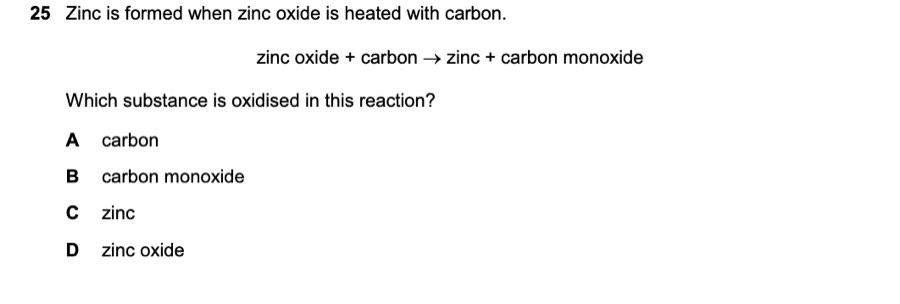 25 Zinc is formed when zinc oxide is heated with carbon.
zinc oxide + carbon → zinc + carbon monoxide
Which substance is oxidised in this reaction?
A carbon
B carbon monoxide
C zinc
D zinc oxide